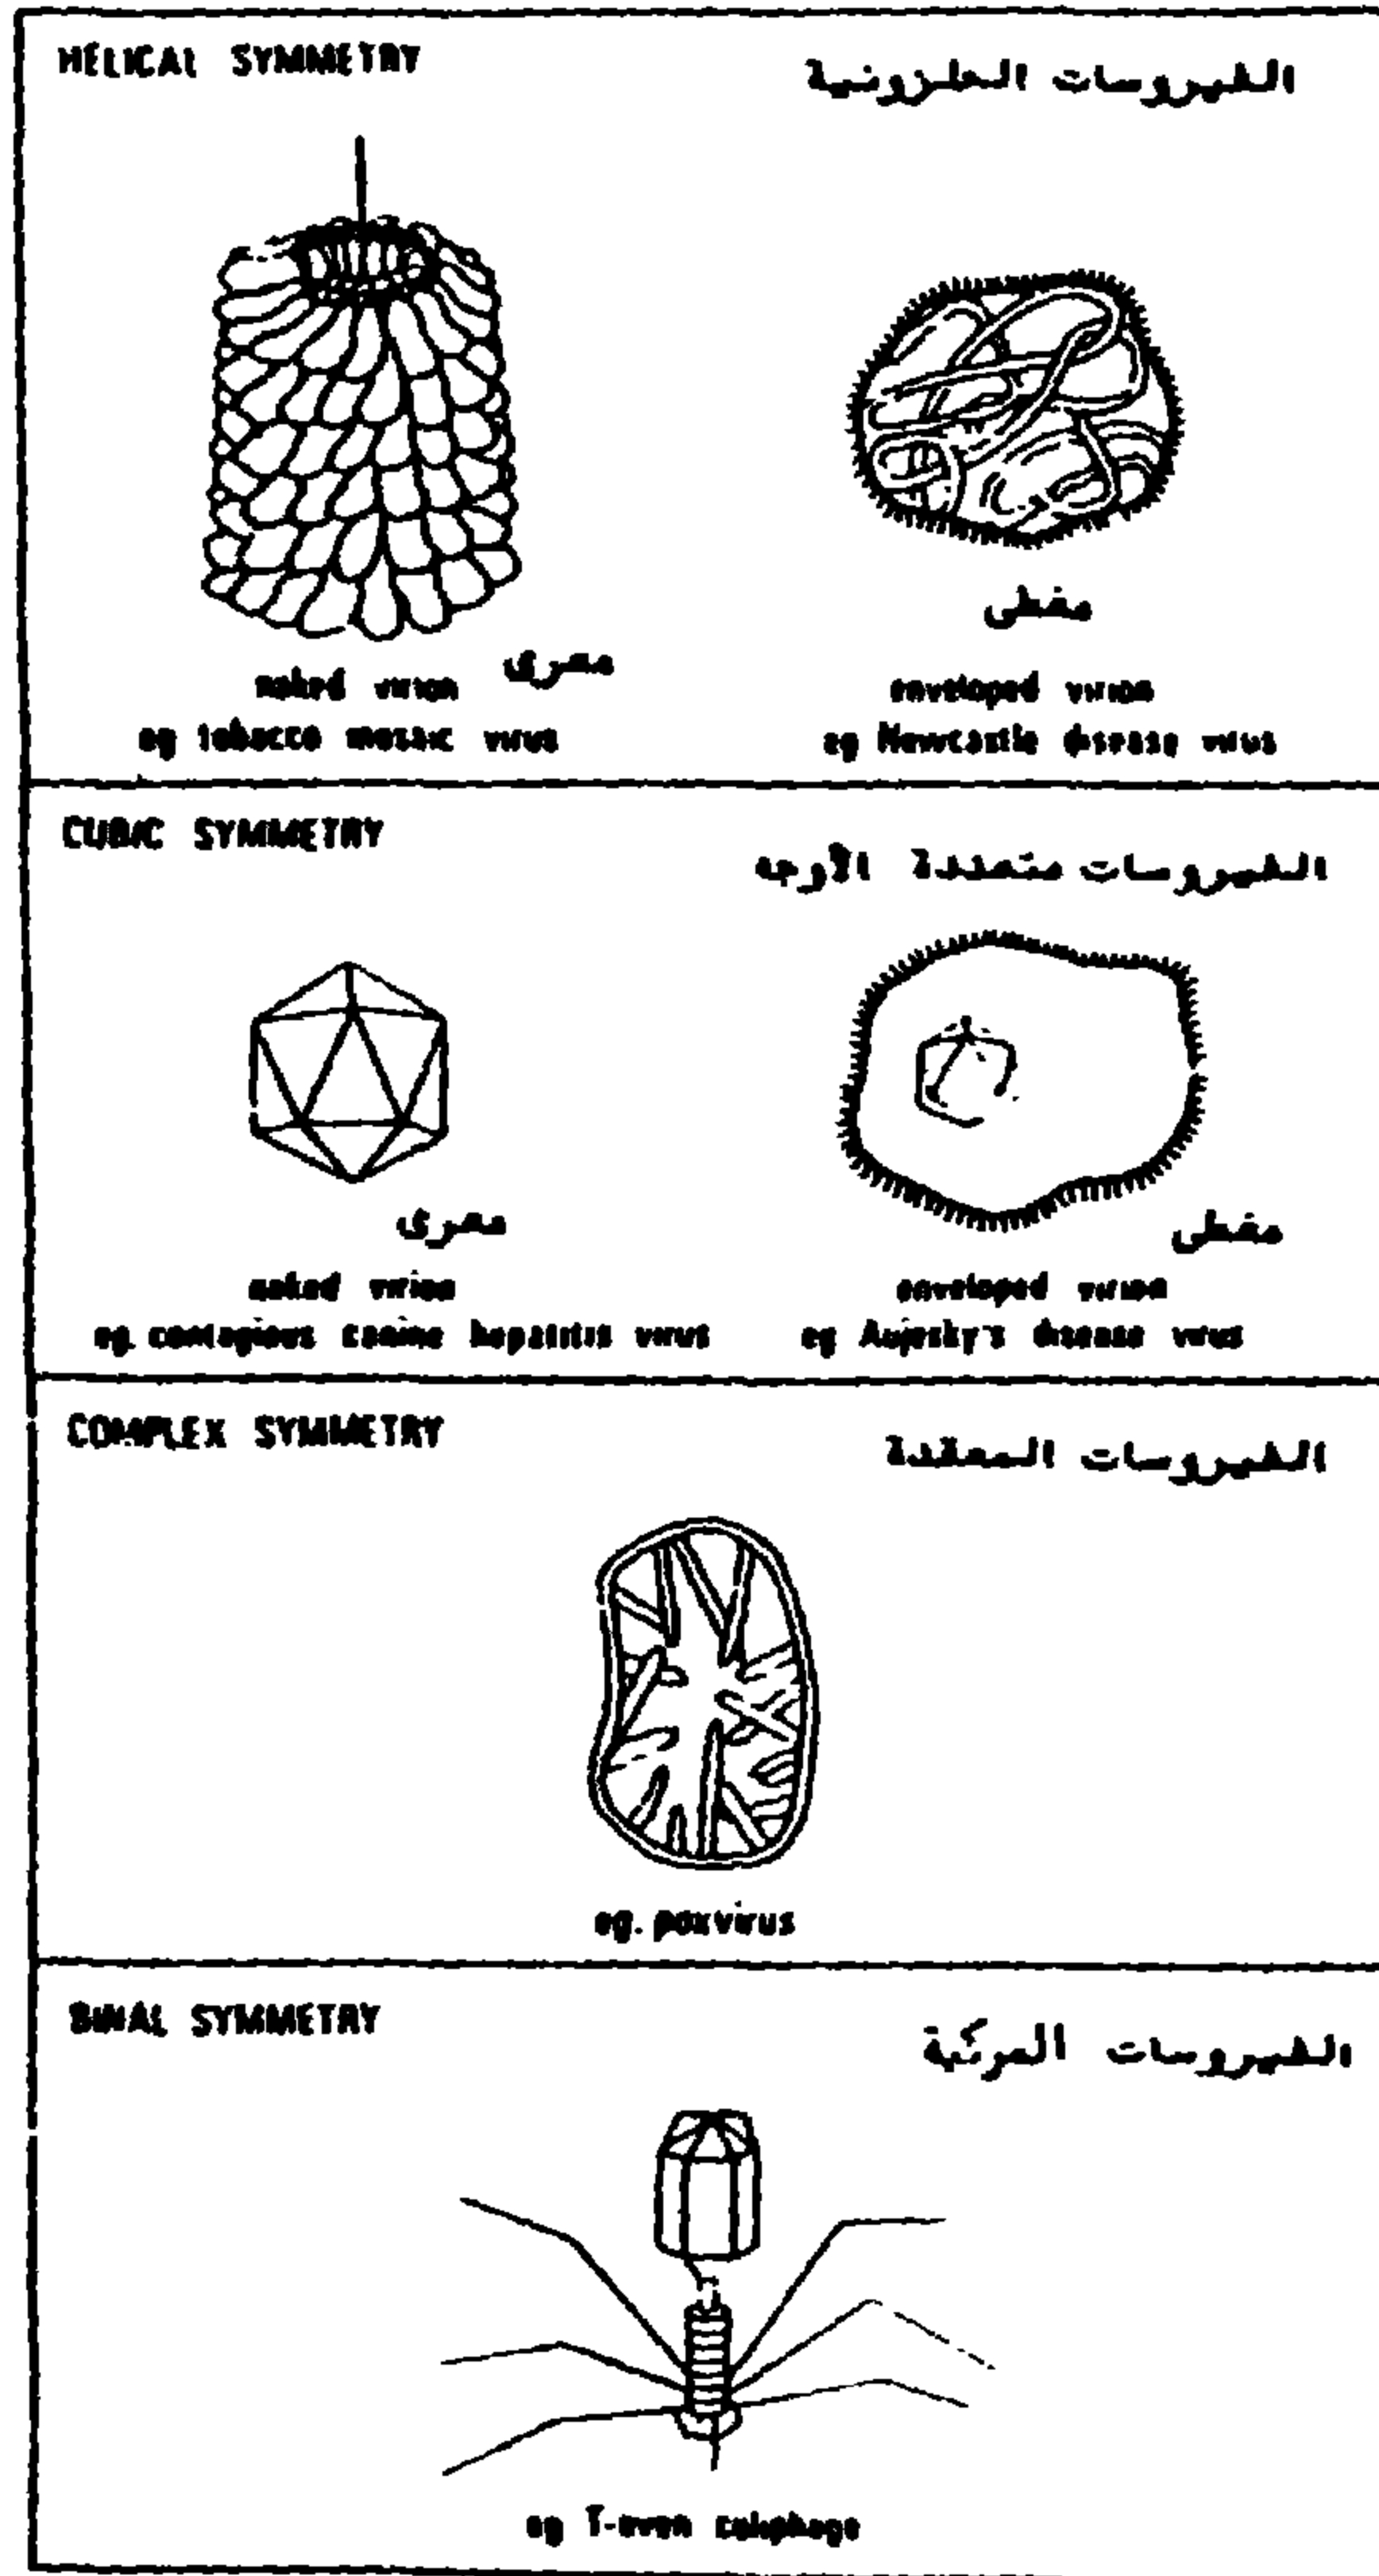 HELICAL SYMMETRY
الفيروسات الحلزونية
مغطى
معرى
naked virion
eg tobacco mosaic virus
enveloped virion
eg Newcastle disease virus
CUBIC SYMMETRY
الفيروسات متعددة الأوجه
معرى
مغطى
naked virion
eg. contagious canine hepatitis virus
enveloped virion
eg Aujesky's disease virus
COMPLEX SYMMETRY
الفيروسات المعقدة
eg. poxvirus
BINAL SYMMETRY
الفيروسات المركبة
eg T-even coliphage